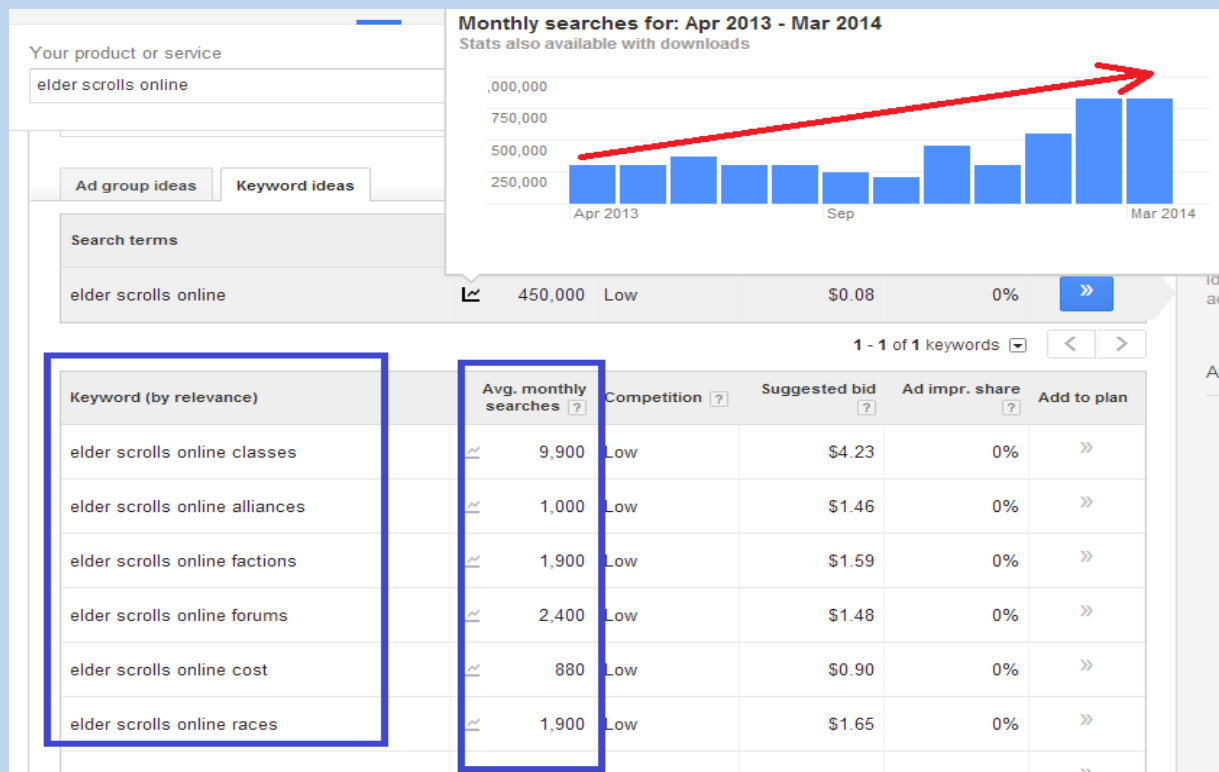 Monthly searches for: Apr 2013 - Mar 2014
Stats also available with downloads
Your product or service
elder scrolls online
,000,000
750,000
500,000
250,000
Apr 2013 Sep Mar 2014
Ad group ideas Keyword ideas
Search terms
elder scrolls online 450,000 Low $0.08 0% »
1 - 1 of 1 keywords
Keyword (by relevance) Avg. monthly searches ? Competition ? Suggested bid ? Ad impr. share ? Add to plan
elder scrolls online classes 9,900 Low $4.23 0% »
elder scrolls online alliances 1,000 Low $1.46 0% »
elder scrolls online factions 1,900 Low $1.59 0% »
elder scrolls online forums 2,400 Low $1.48 0% »
elder scrolls online cost 880 Low $0.90 0% »
elder scrolls online races 1,900 Low $1.65 0% »